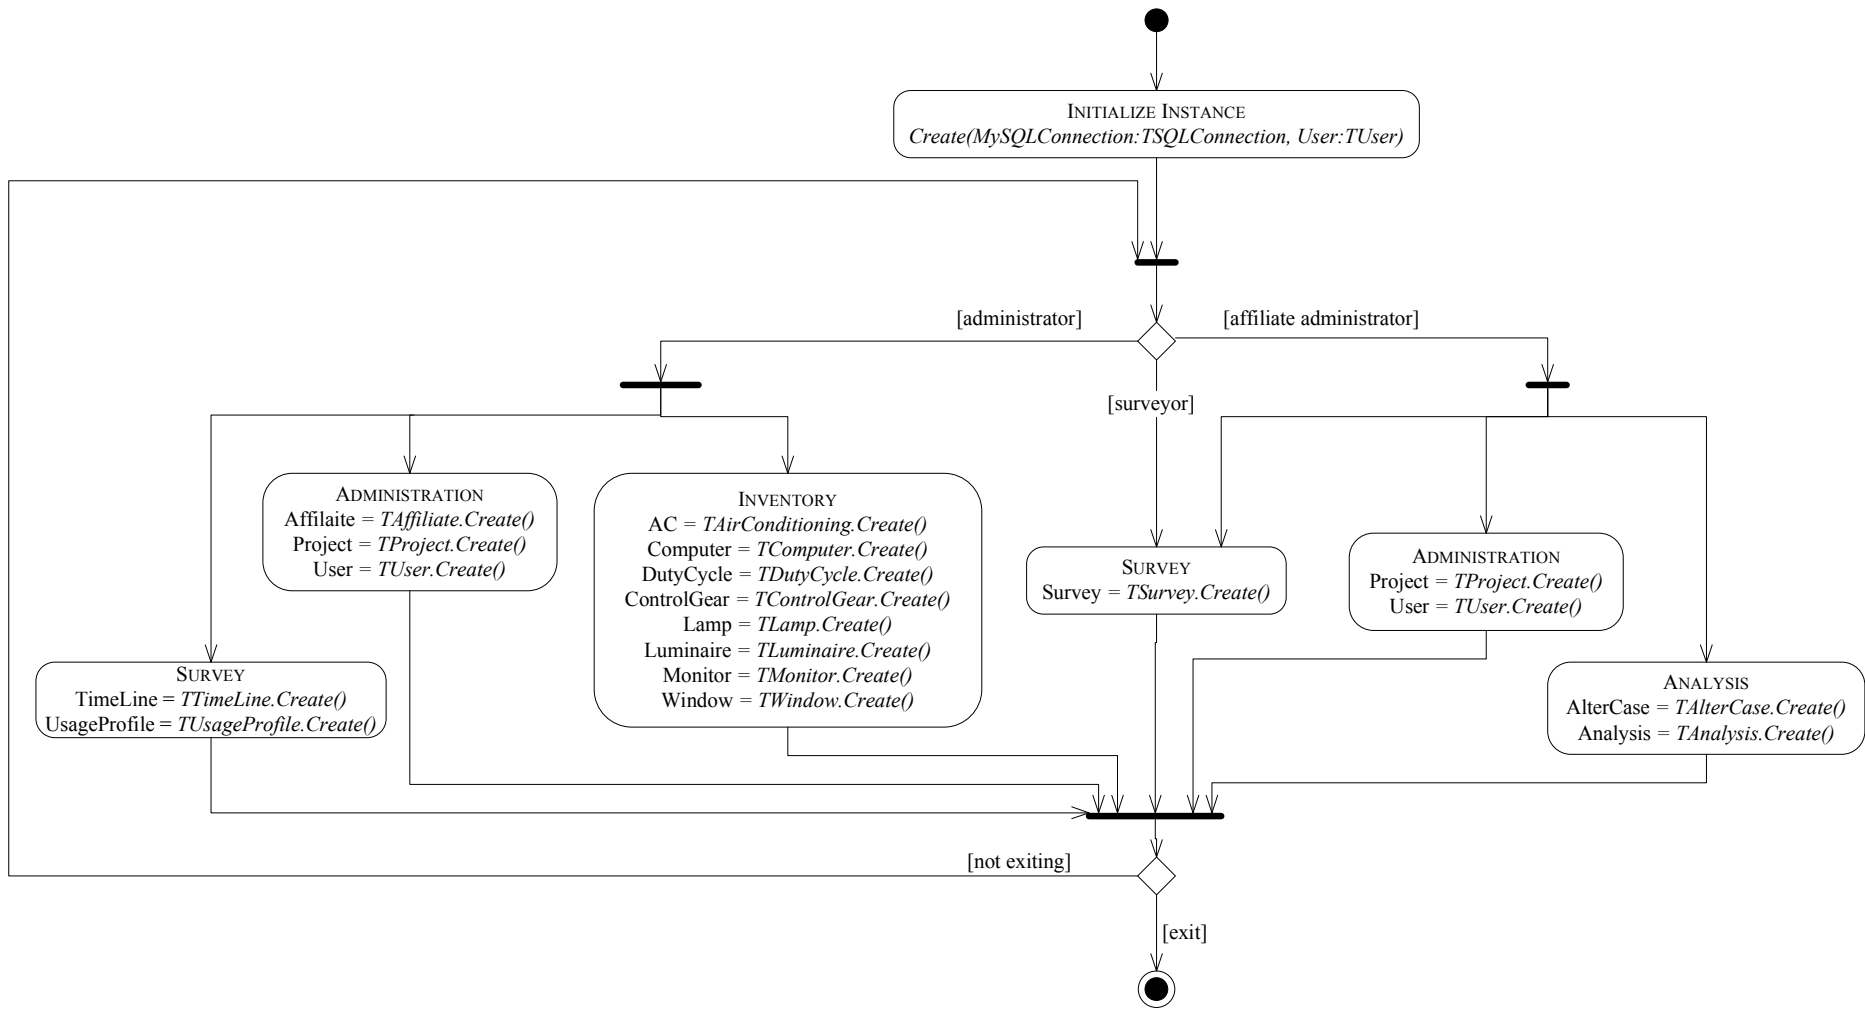 INITIALIZE INSTANCE
Create(MySQLConnection:TSQLConnection, User:TUser)
[administrator]
[affiliate administrator]
[surveyor]
ADMINISTRATION
Affilaite = TAffiliate.Create()
Project = TProject.Create()
User = TUser.Create()
INVENTORY
AC = TAirConditioning.Create()
Computer = TComputer.Create()
DutyCycle = TDutyCycle.Create()
ControlGear = TControlGear.Create()
Lamp = TLamp.Create()
Luminaire = TLuminaire.Create()
Monitor = TMonitor.Create()
Window = TWindow.Create()
SURVEY
Survey = TSurvey.Create()
ADMINISTRATION
Project = TProject.Create()
User = TUser.Create()
SURVEY
TimeLine = TTimeLine.Create()
UsageProfile = TUsageProfile.Create()
ANALYSIS
AlterCase = TAlterCase.Create()
Analysis = TAnalysis.Create()
[not exiting]
[exit]